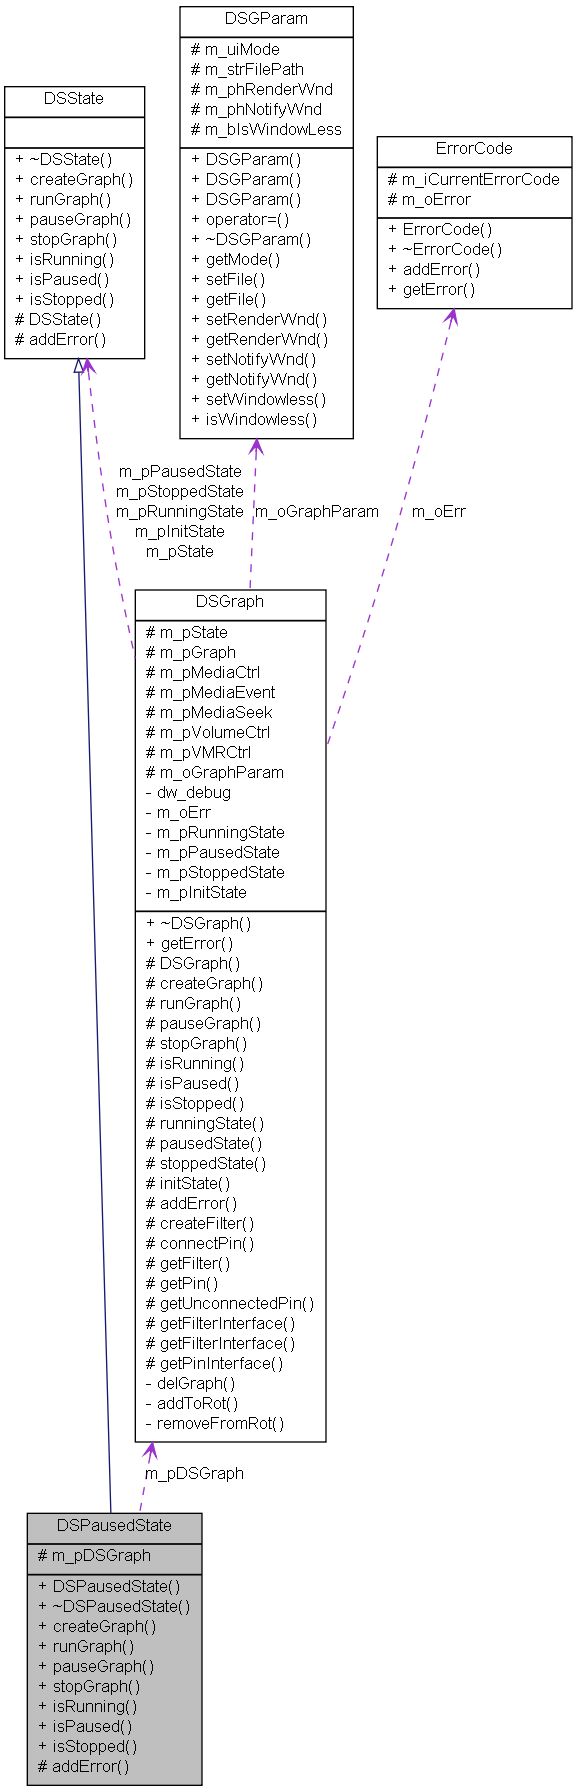 DSGParam
# m_uiMode
# m_strFilePath
# m_phRenderWnd
# m_phNotifyWnd
# m_bIsWindowLess
+ DSGParam()
+ DSGParam()
+ DSGParam()
+ operator=()
+ ~DSGParam()
+ getMode()
+ setFile()
+ getFile()
+ setRenderWnd()
+ getRenderWnd()
+ setNotifyWnd()
+ getNotifyWnd()
+ setWindowless()
+ isWindowless()
DSState
+ ~DSState()
+ createGraph()
+ runGraph()
+ pauseGraph()
+ stopGraph()
+ isRunning()
+ isPaused()
+ isStopped()
# DSState()
# addError()
ErrorCode
# m_iCurrentErrorCode
# m_oError
+ ErrorCode()
+ ~ErrorCode()
+ addError()
+ getError()
m_pPausedState
m_pStoppedState
m_pRunningState
m_pInitState
m_pState
m_oGraphParam
m_oErr
DSGraph
# m_pState
# m_pGraph
# m_pMediaCtrl
# m_pMediaEvent
# m_pMediaSeek
# m_pVolumeCtrl
# m_pVMRCtrl
# m_oGraphParam
- dw_debug
- m_oErr
- m_pRunningState
- m_pPausedState
- m_pStoppedState
- m_pInitState
+ ~DSGraph()
+ getError()
# DSGraph()
# createGraph()
# runGraph()
# pauseGraph()
# stopGraph()
# isRunning()
# isPaused()
# isStopped()
# runningState()
# pausedState()
# stoppedState()
# initState()
# addError()
# createFilter()
# connectPin()
# getFilter()
# getPin()
# getUnconnectedPin()
# getFilterInterface()
# getFilterInterface()
# getPinInterface()
- delGraph()
- addToRot()
- removeFromRot()
m_pDSGraph
DSPausedState
# m_pDSGraph
+ DSPausedState()
+ ~DSPausedState()
+ createGraph()
+ runGraph()
+ pauseGraph()
+ stopGraph()
+ isRunning()
+ isPaused()
+ isStopped()
# addError()